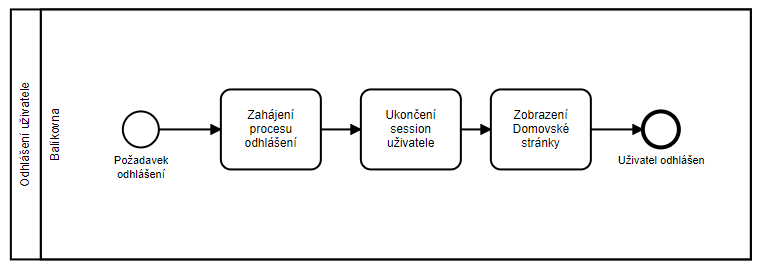 Odhlášení uživatele
Balíkovna
Požadavek
odhlášení
Zahájení
procesu
odhlášení
Ukončení
session
uživatele
Zobrazení
Domovské
stránky
Uživatel odhlášen